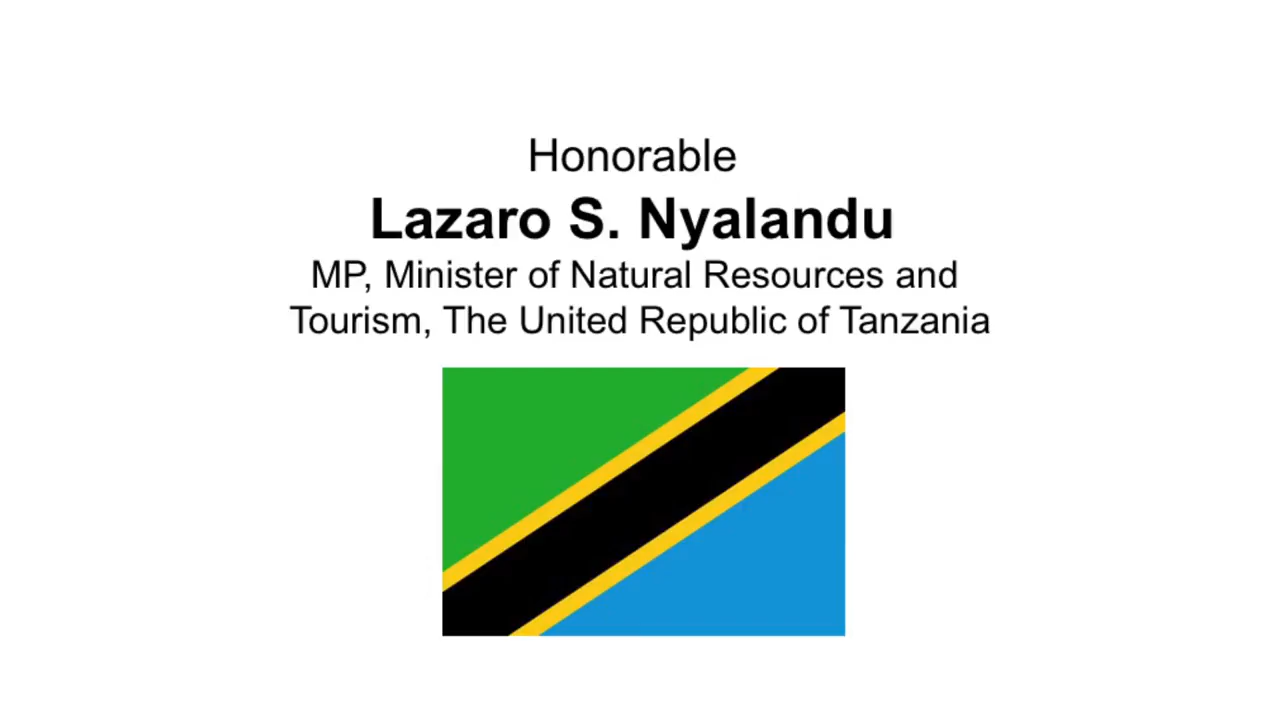 Honorable
Lazaro S. Nyalandu
MP, Minister of Natural Resources and
Tourism, The United Republic of Tanzania